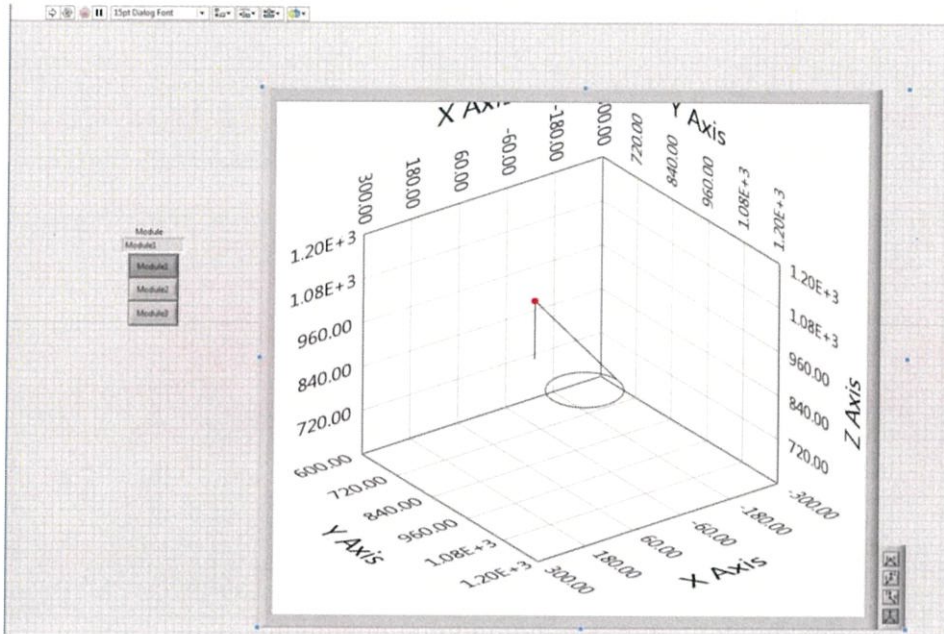 15pt Dialog Font
X Axis
Y Axis
300.00
180.00
60.00
-60.00
-180.00
720.00
840.00
960.00
1.08E+3
1.20E+3
Module
Module1
Module1
Module2
1.20E+3
1.08E+3
960.00
840.00
720.00
600.00
720.00
840.00
960.00
1.08E+3
1.20E+3
Y Axis
1.20E+3
1.08E+3
960.00
840.00
720.00
Z Axis
-300.00
-180.00
-60.00
60.00
180.00
300.00
X Axis